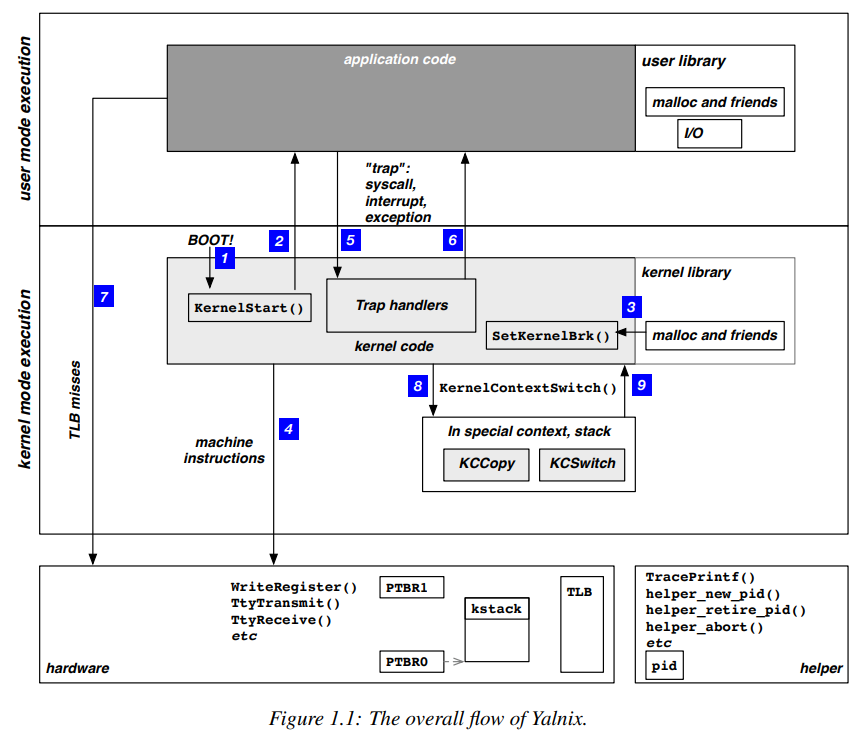 user mode execution
application code
user library
malloc and friends
I/O
"trap":
syscall,
interrupt,
exception
kernel mode execution
BOOT!
1
2
5
6
7
kernel library
KernelStart()
Trap handlers
3
SetKernelBrk()
malloc and friends
kernel code
TLB misses
8
KernelContextSwitch()
9
4
machine
instructions
In special context, stack
KCCopy
KCSwitch
WriteRegister()
TtyTransmit()
TtyReceive()
etc
PTBR1
kstack
TLB
PTBR0
hardware
TracePrintf()
helper_new_pid()
helper_retire_pid()
helper_abort()
etc
pid
helper
Figure 1.1: The overall flow of Yalnix.